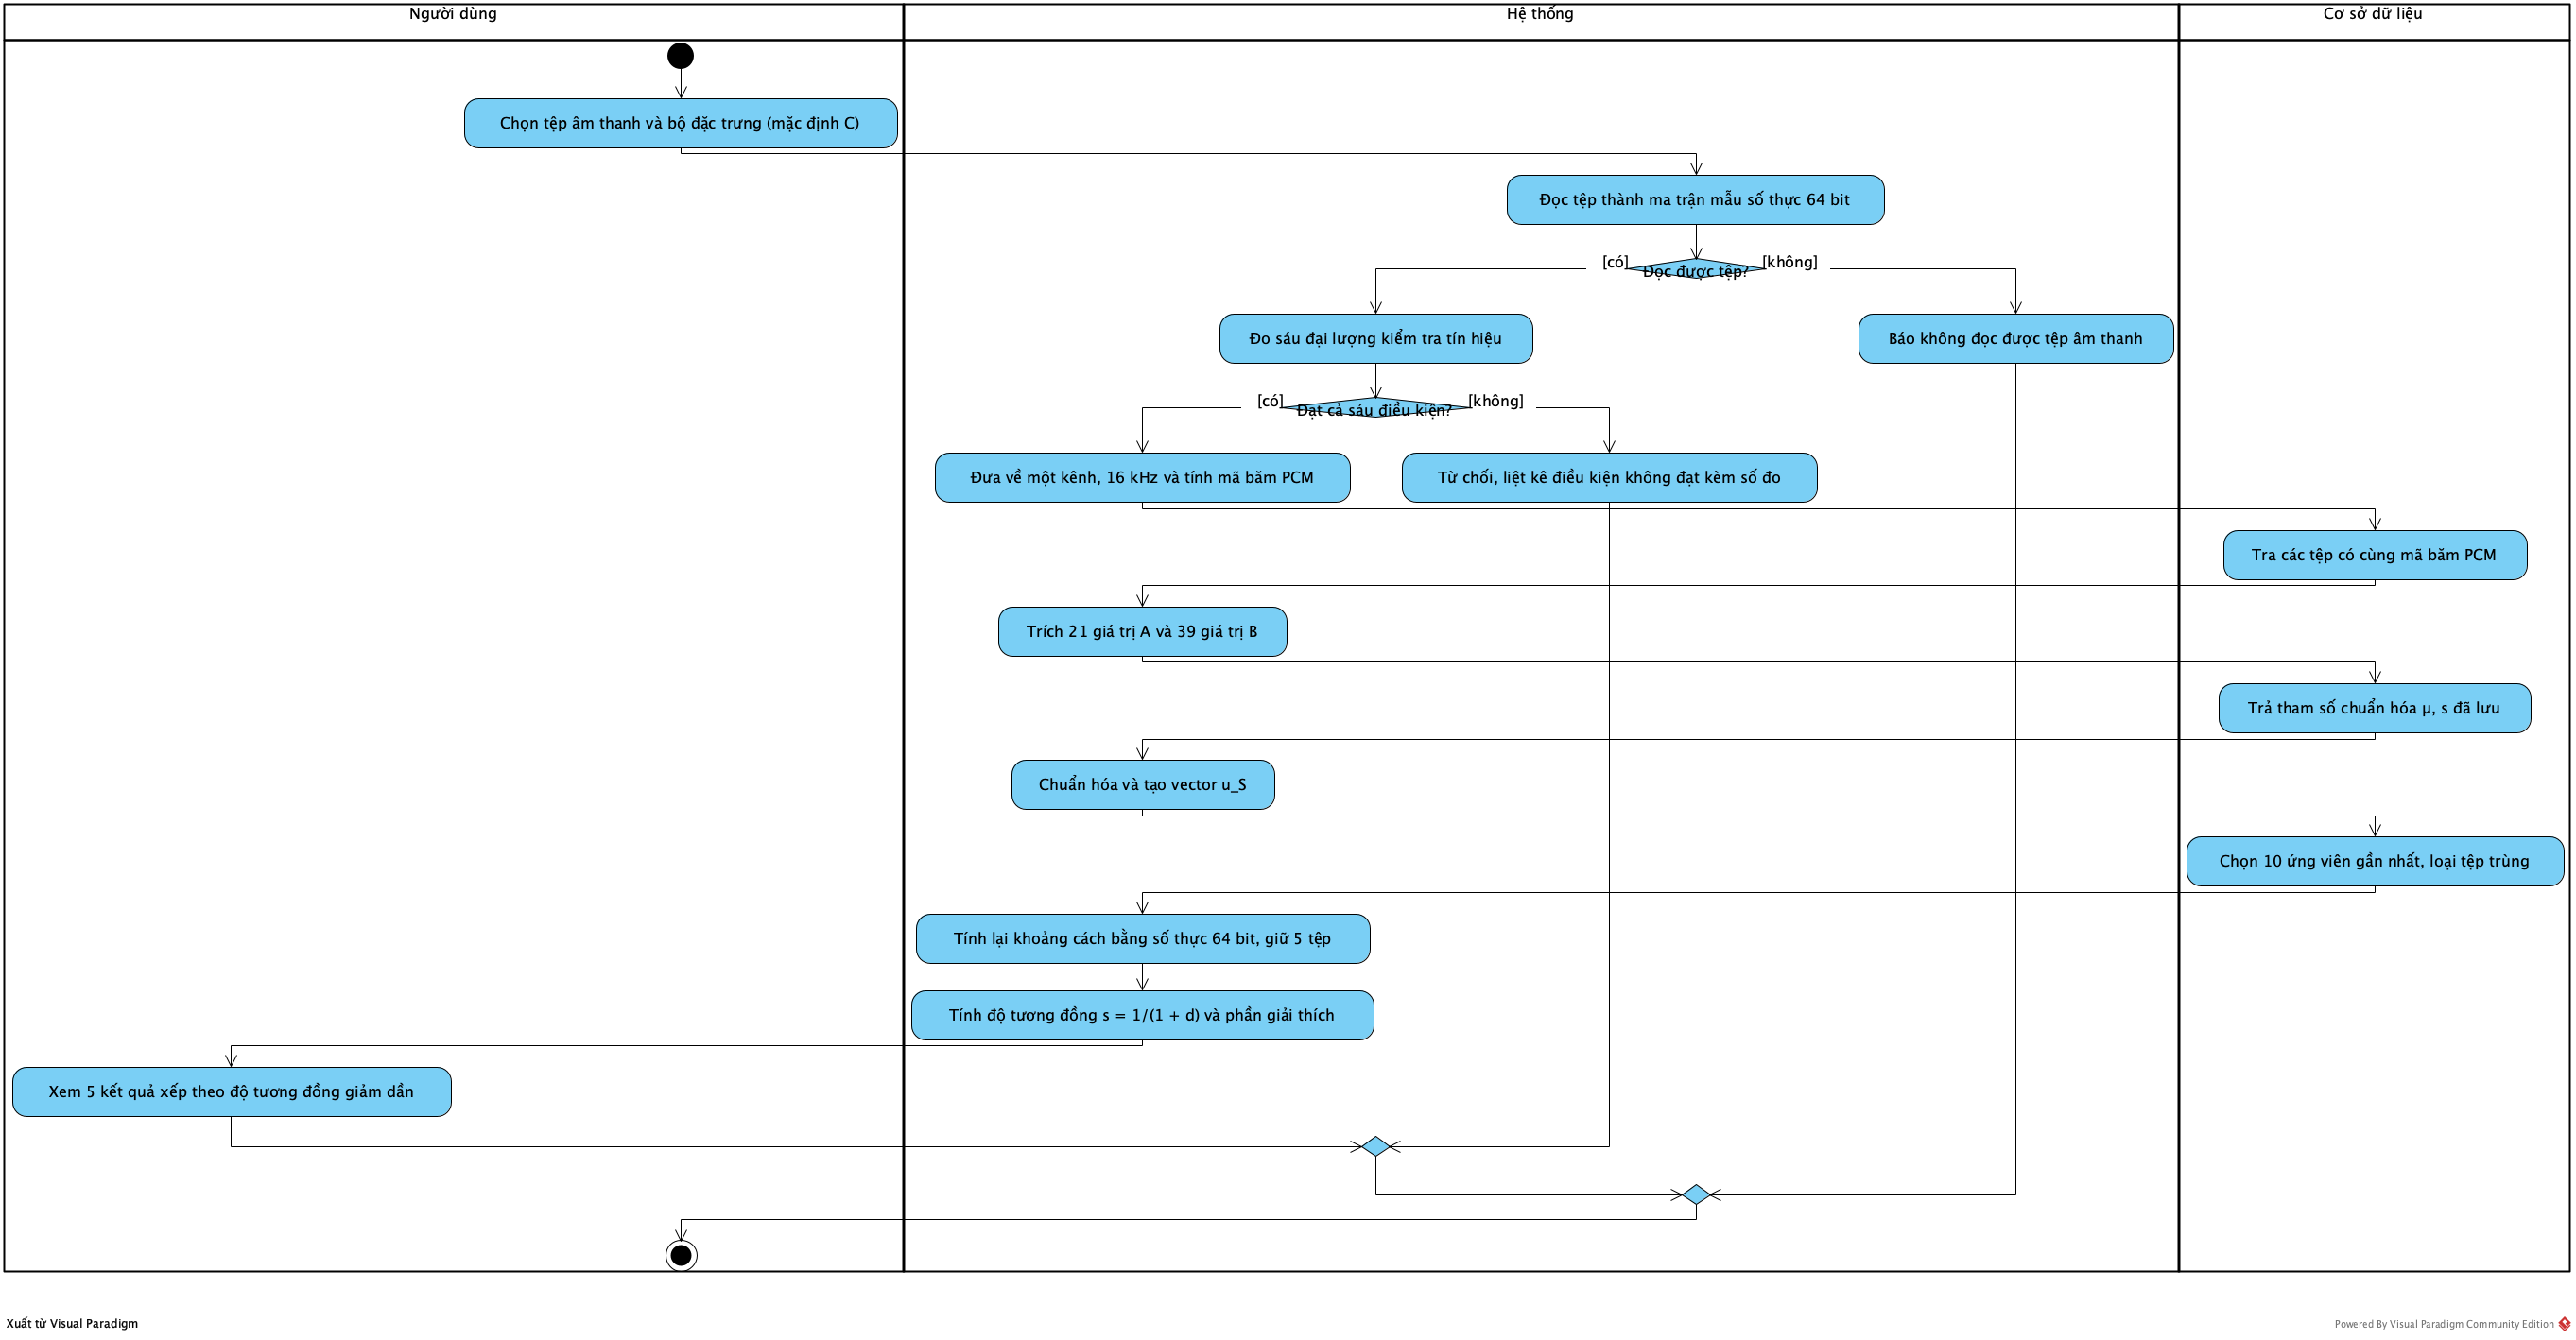 Người dùng
Hệ thống
Cơ sở dữ liệu
Chọn tệp âm thanh và bộ đặc trưng (mặc định C)
Đọc tệp thành ma trận mẫu số thực 64 bit
[có]
Đọc được tệp?
[không]
Đo sáu đại lượng kiểm tra tín hiệu
Báo không đọc được tệp âm thanh
[có]
Đạt cả sáu điều kiện?
[không]
Đưa về một kênh, 16 kHz và tính mã băm PCM
Từ chối, liệt kê điều kiện không đạt kèm số đo
Tra các tệp có cùng mã băm PCM
Trích 21 giá trị A và 39 giá trị B
Trả tham số chuẩn hóa μ, s đã lưu
Chuẩn hóa và tạo vector u_S
Chọn 10 ứng viên gần nhất, loại tệp trùng
Tính lại khoảng cách bằng số thực 64 bit, giữ 5 tệp
Tính độ tương đồng s = 1/(1 + d) và phần giải thích
Xem 5 kết quả xếp theo độ tương đồng giảm dần
Xuất từ Visual Paradigm
Powered By Visual Paradigm Community Edition